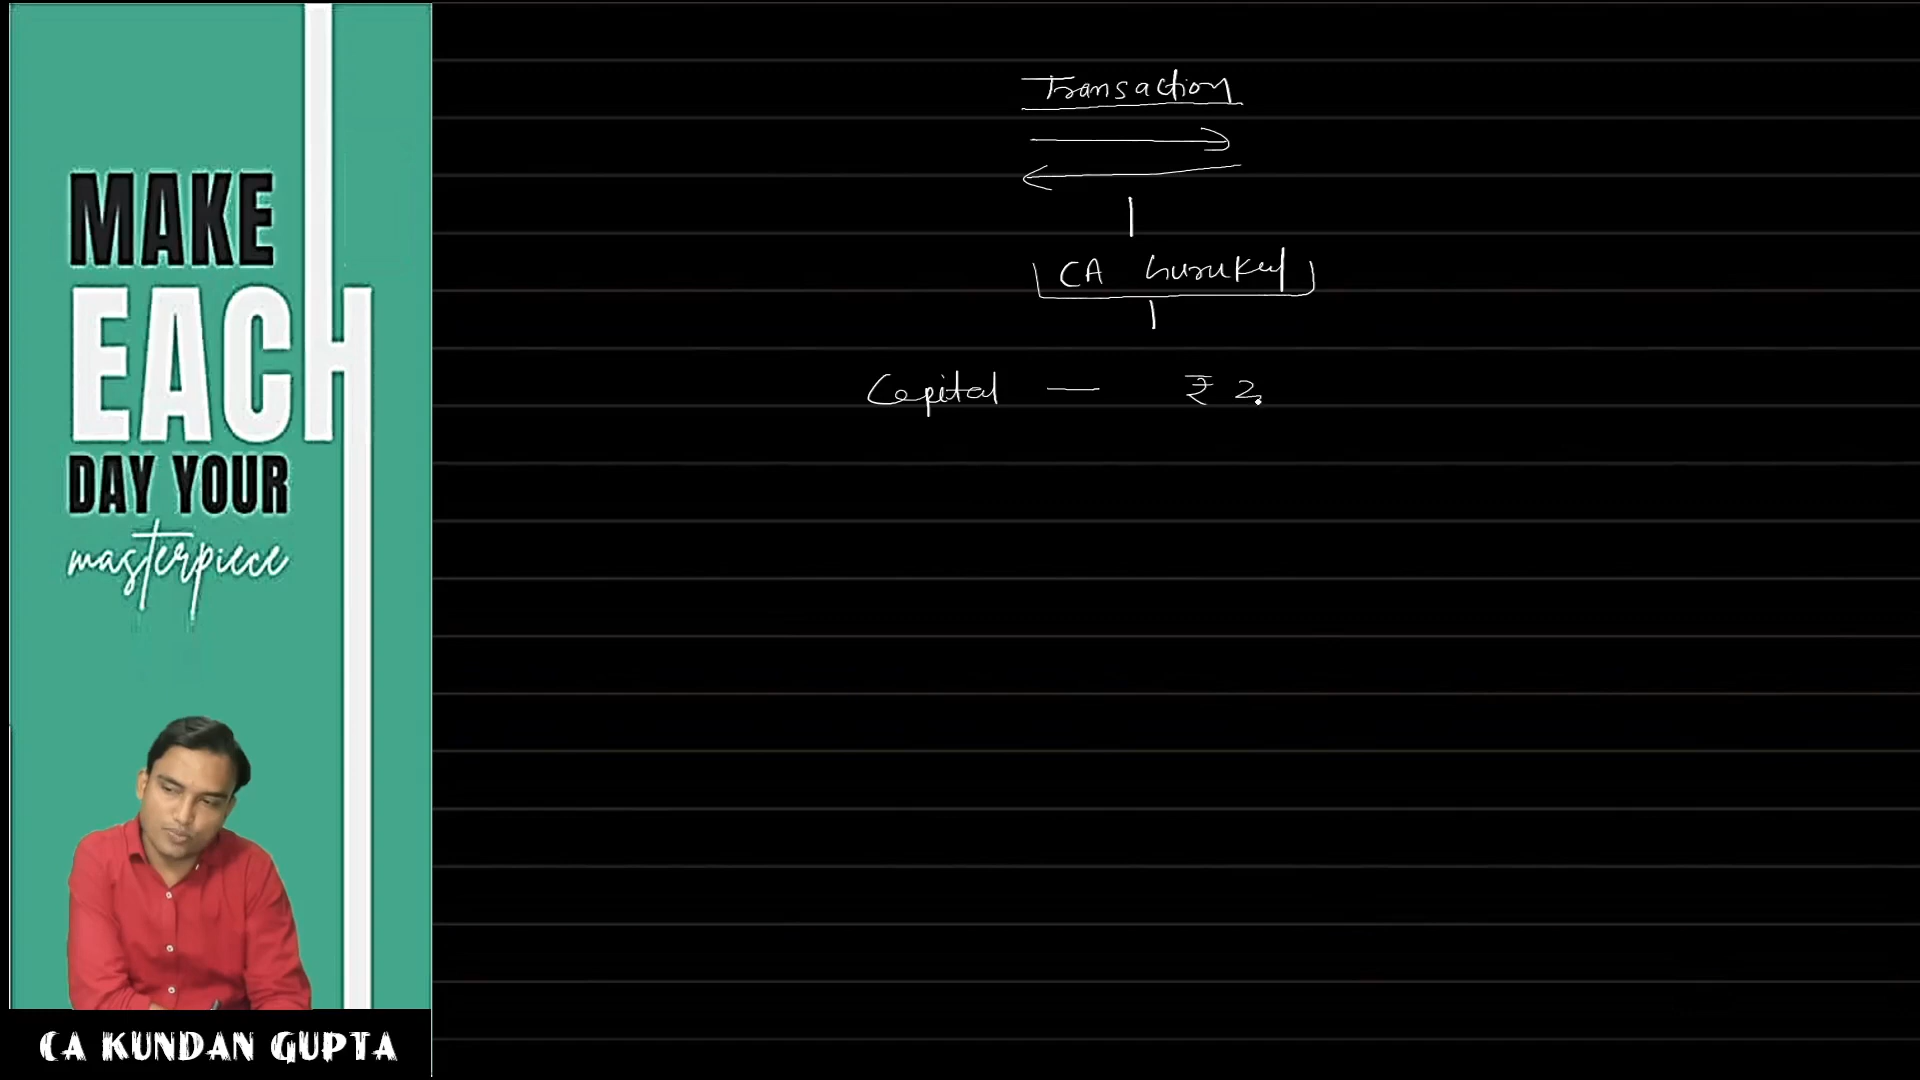 MAKE
EACH
DAY YOUR
masterpiece
CA KUNDAN GUPTA
Transaction
CA Gurukul
Capital — ₹ 2